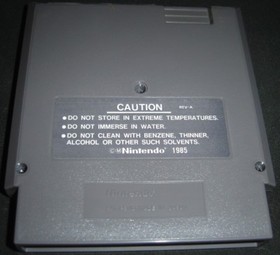 CAUTION REV-A
•DO NOT STORE IN EXTREME TEMPERATURES.
•DO NOT IMMERSE IN WATER.
•DO NOT CLEAN WITH BENZENE, THINNER,
ALCOHOL OR OTHER SUCH SOLVENTS.
Nintendo® 1985